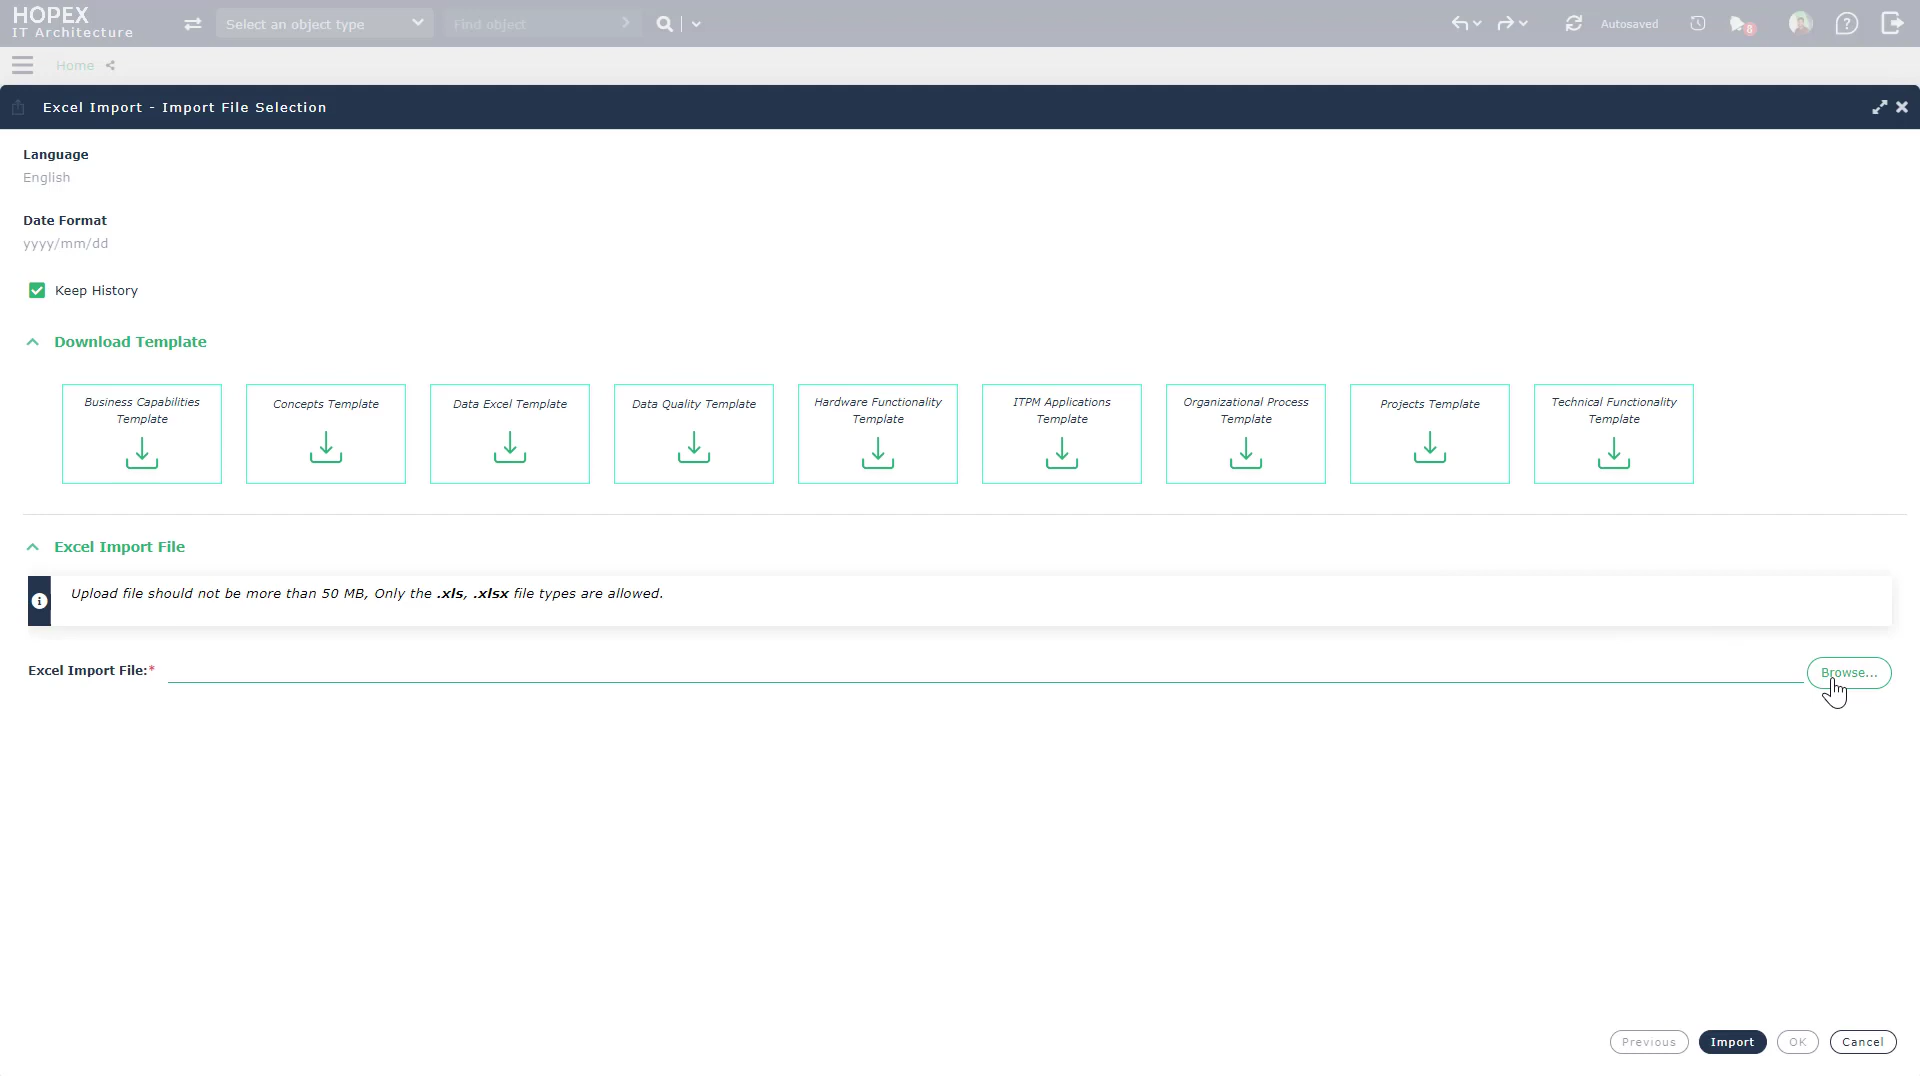 HOPEX
IT Architecture
Select an object type
Find object
Autosaved
8
Home
Excel Import - Import File Selection
Language
English
Date Format
yyyy/mm/dd
Keep History
Download Template
Business Capabilities
Template
Concepts Template
Data Excel Template
Data Quality Template
Hardware Functionality
Template
ITPM Applications
Template
Organizational Process
Template
Projects Template
Technical Functionality
Template
Excel Import File
Upload file should not be more than 50 MB, Only the .xls, .xlsx file types are allowed.
Excel Import File:*
Browse...
Previous
Import
OK
Cancel